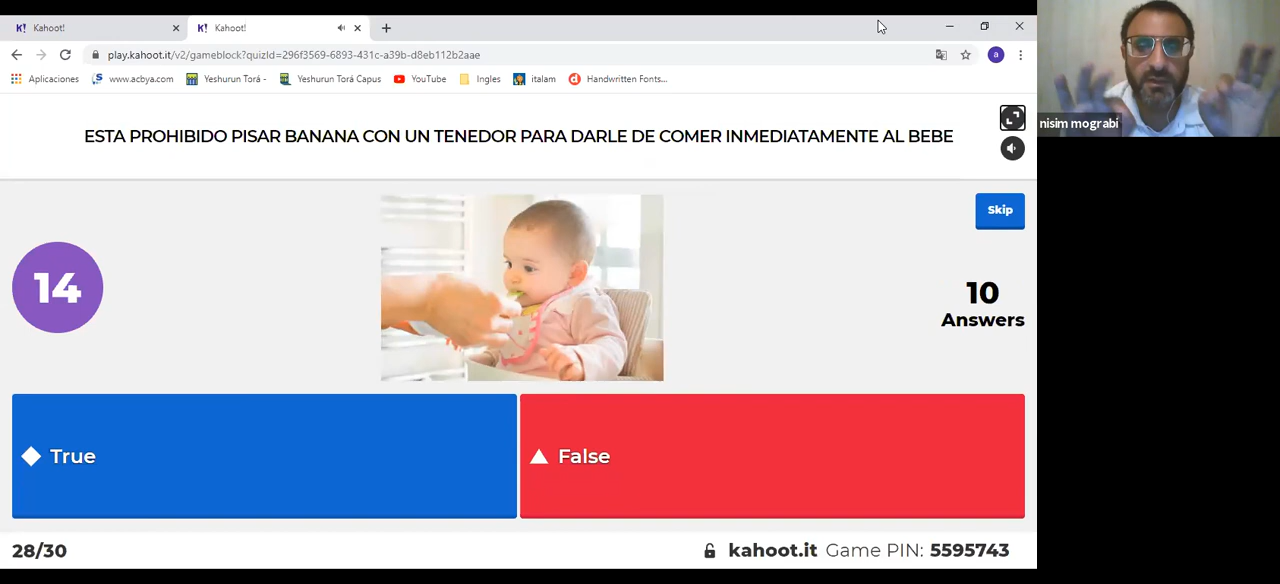 K! Kahoot!
K! Kahoot!
play.kahoot.it/v2/gameblock?quizId=296f3569-6893-431c-a39b-d8eb112b2aae
a
Aplicaciones
www.acbya.com
Yeshurun Torá -
Yeshurun Torá Capus
YouTube
Ingles
italam
Handwritten Fonts...
nisim mograbi
ESTA PROHIBIDO PISAR BANANA CON UN TENEDOR PARA DARLE DE COMER INMEDIATAMENTE AL BEBE
Skip
14
10
Answers
True
False
28/30
kahoot.it Game PIN: 5595743